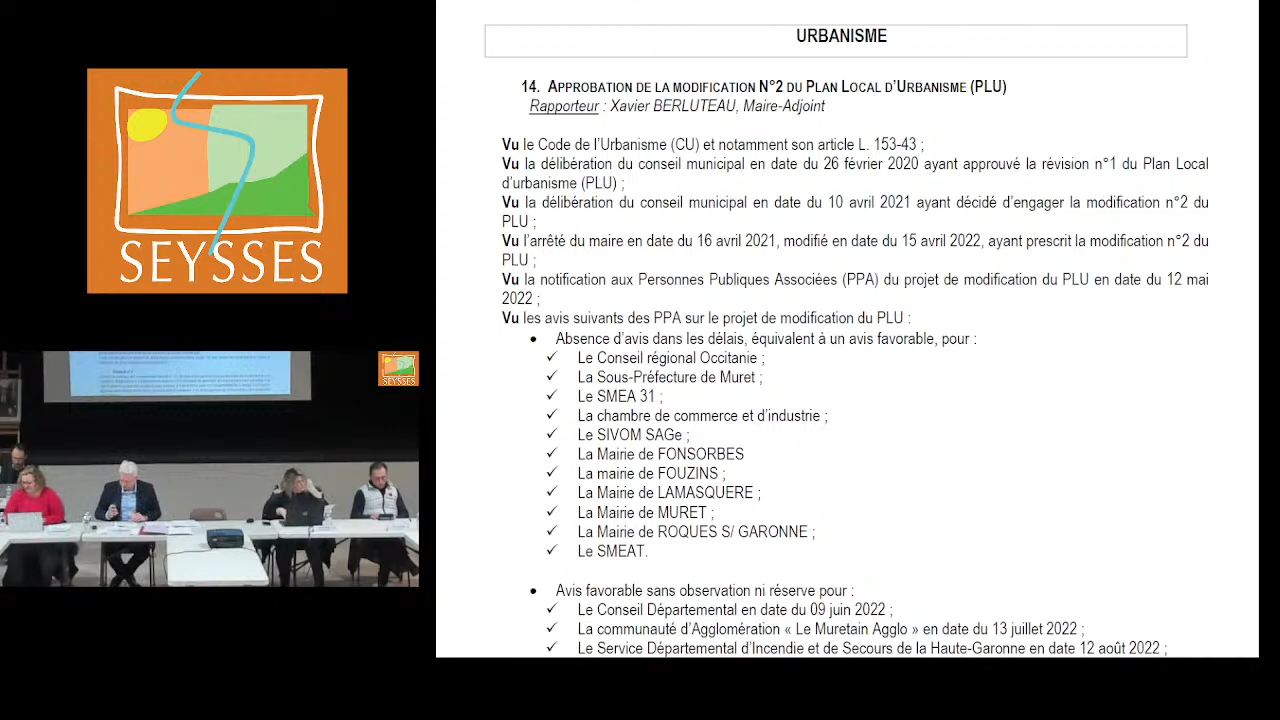 SEYSSES
SEYSSES
URBANISME
14. APPROBATION DE LA MODIFICATION N°2 DU PLAN LOCAL D'URBANISME (PLU)
Rapporteur : Xavier BERLUTEAU, Maire-Adjoint
Vu le Code de l'Urbanisme (CU) et notamment son article L. 153-43 ;
Vu la délibération du conseil municipal en date du 26 février 2020 ayant approuvé la révision n°1 du Plan Local
d'urbanisme (PLU) ;
Vu la délibération du conseil municipal en date du 10 avril 2021 ayant décidé d'engager la modification n°2 du
PLU ;
Vu l'arrêté du maire en date du 16 avril 2021, modifié en date du 15 avril 2022, ayant prescrit la modification n°2 du
PLU ;
Vu la notification aux Personnes Publiques Associées (PPA) du projet de modification du PLU en date du 12 mai
2022 ;
Vu les avis suivants des PPA sur le projet de modification du PLU :
• Absence d'avis dans les délais, équivalent à un avis favorable, pour :
✓ Le Conseil régional Occitanie ;
✓ La Sous-Préfecture de Muret ;
✓ Le SMEA 31 ;
✓ La chambre de commerce et d'industrie ;
✓ Le SIVOM SAGe ;
✓ La Mairie de FONSORBES
✓ La mairie de FOUZINS ;
✓ La Mairie de LAMASQUERE ;
✓ La Mairie de MURET ;
✓ La Mairie de ROQUES S/ GARONNE ;
✓ Le SMEAT.
• Avis favorable sans observation ni réserve pour :
✓ Le Conseil Départemental en date du 09 juin 2022 ;
✓ La communauté d'Agglomération « Le Muretain Agglo » en date du 13 juillet 2022 ;
✓ Le Service Départemental d'Incendie et de Secours de la Haute-Garonne en date 12 août 2022 ;